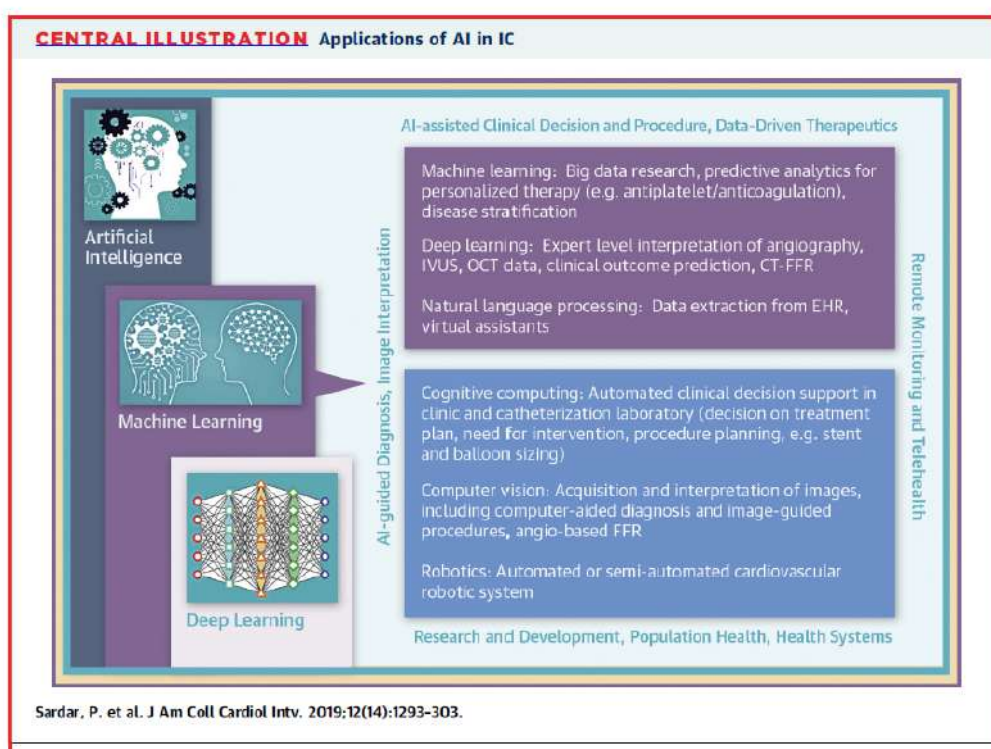 CENTRAL ILLUSTRATION Applications of AI in IC
Artificial
Intelligence
Machine Learning
Deep Learning
AI-guided Diagnosis, Image Interpretation
AI-assisted Clinical Decision and Procedure, Data-Driven Therapeutics
Machine learning: Big data research, predictive analytics for
personalized therapy (e.g. antiplatelet/anticoagulation),
disease stratification
Deep learning: Expert level interpretation of angiography,
IVUS, OCT data, clinical outcome prediction, CT-FFR
Natural language processing: Data extraction from EHR,
virtual assistants
Cognitive computing: Automated clinical decision support in
clinic and catheterization laboratory (decision on treatment
plan, need for intervention, procedure planning, e.g. stent
and balloon sizing)
Computer vision: Acquisition and interpretation of images,
including computer-aided diagnosis and image-guided
procedures, angio-based FFR
Robotics: Automated or semi-automated cardiovascular
robotic system
Remote Monitoring and Telehealth
Research and Development, Population Health, Health Systems
Sardar, P. et al. J Am Coll Cardiol Intv. 2019;12(14):1293-303.